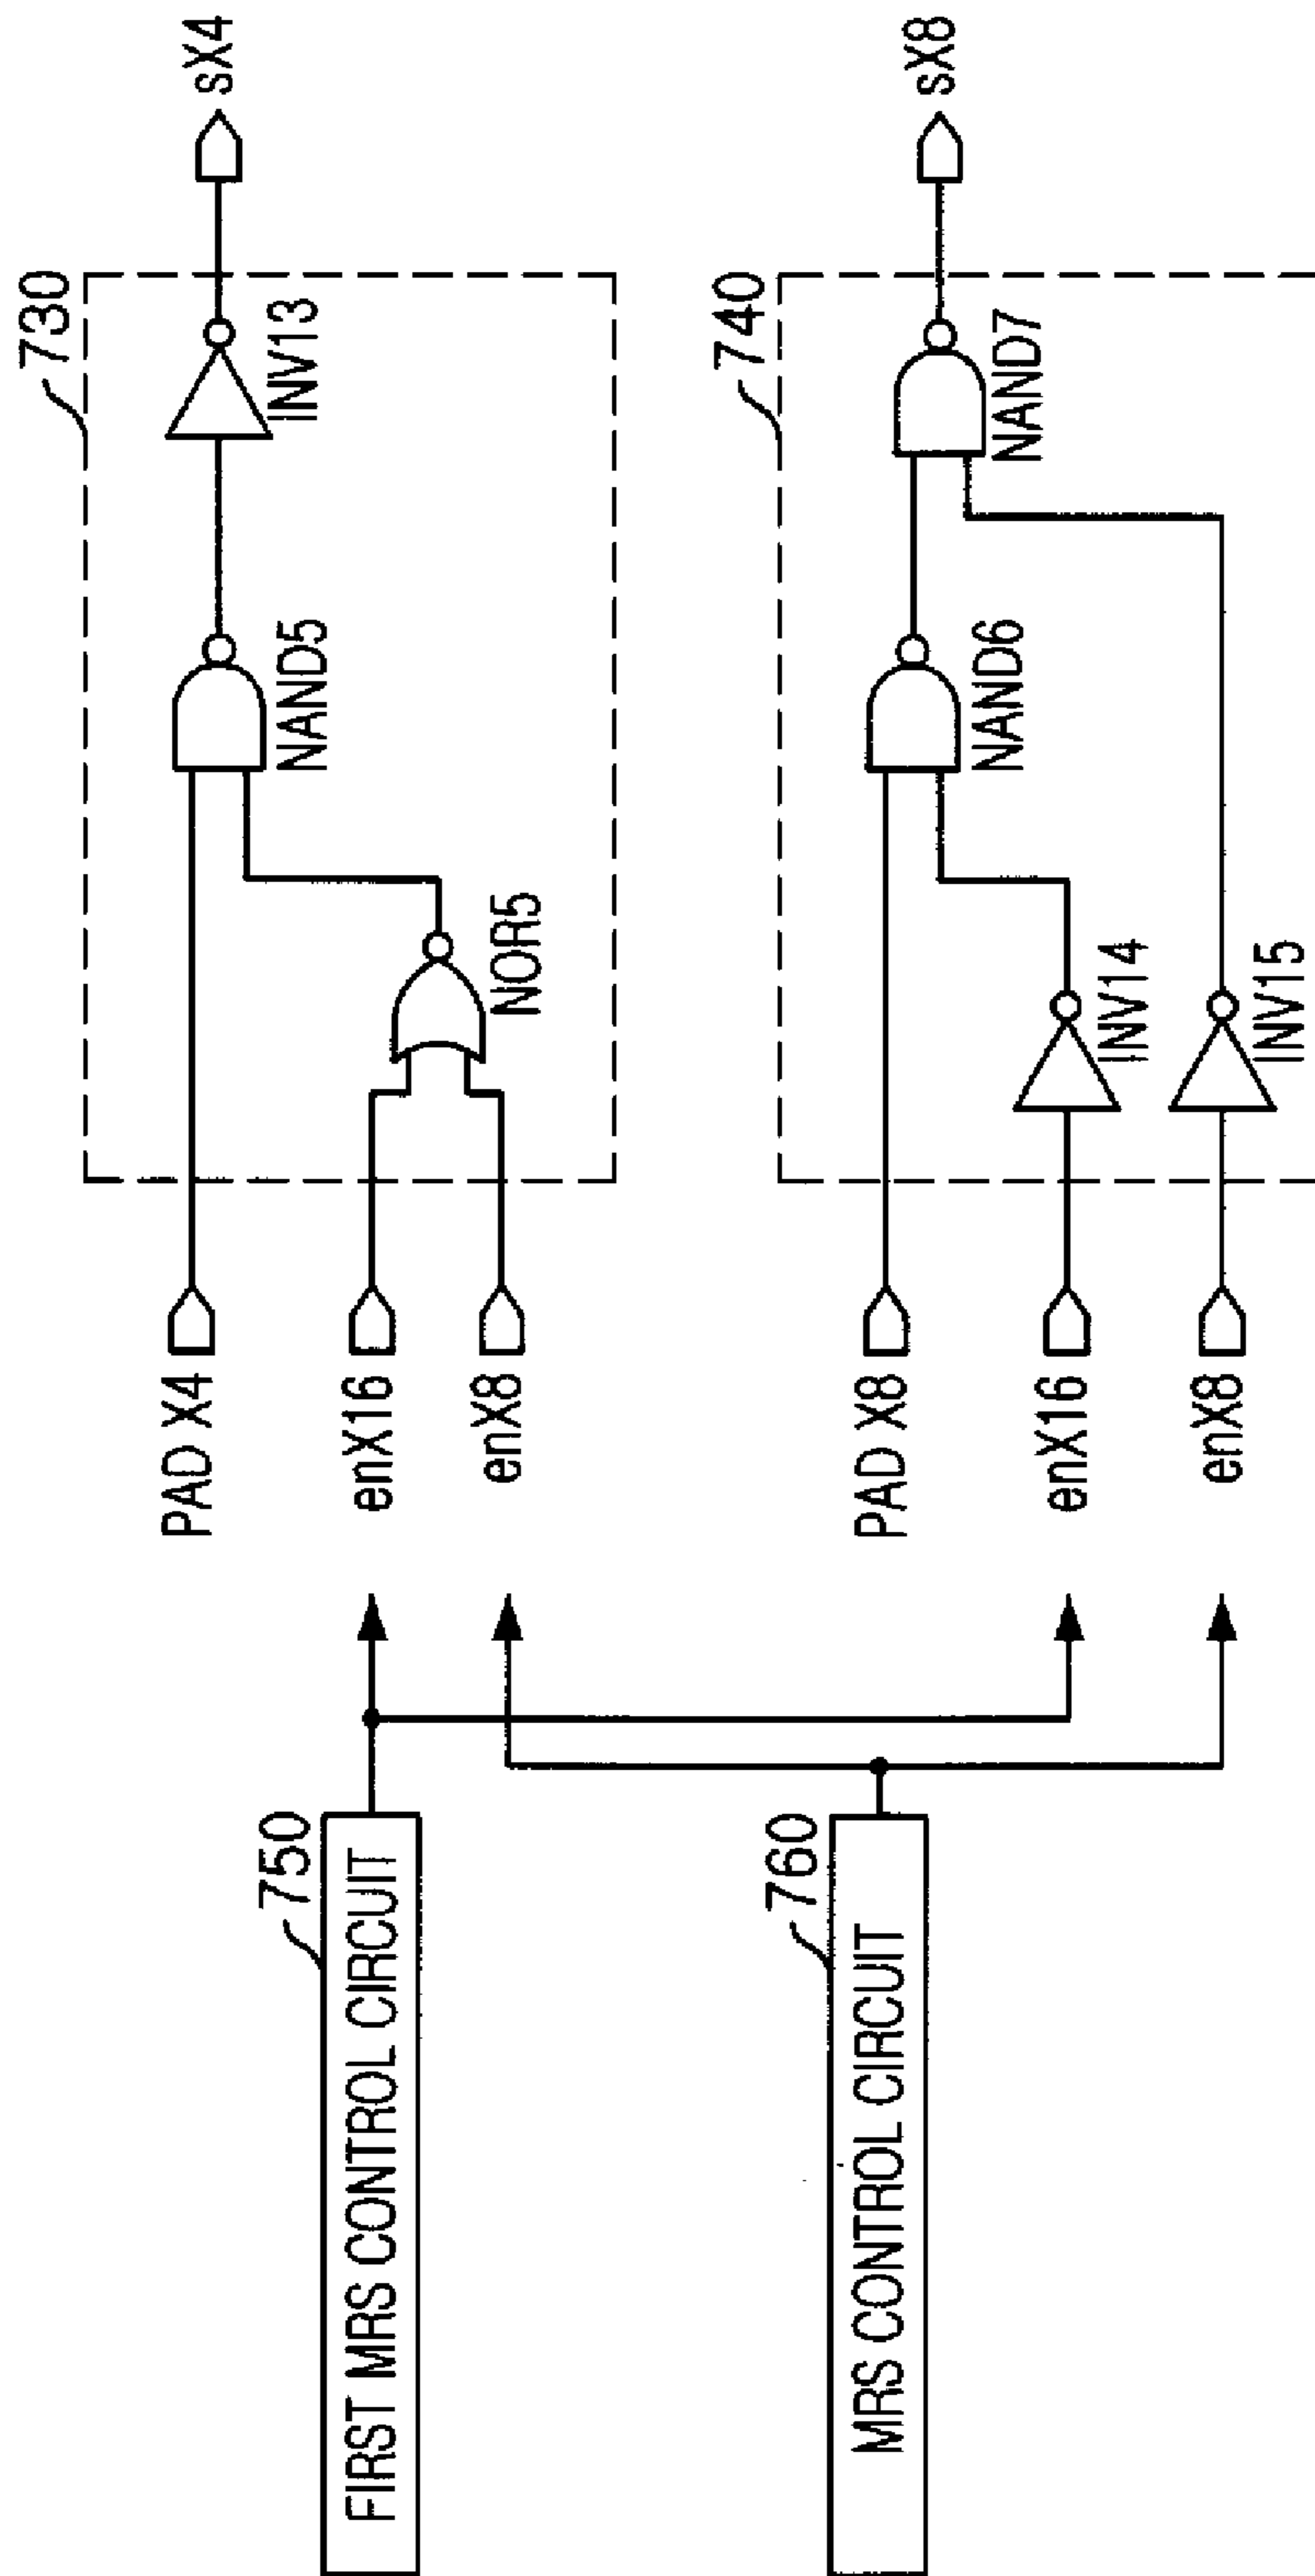 FIRST MRS CONTROL CIRCUIT
750
MRS CONTROL CIRCUIT
760
PAD X4
enX16
enX8
730
NOR5
NAND5
INV13
sX4
PAD X8
enX16
enX8
740
INV14
INV15
NAND6
NAND7
sX8